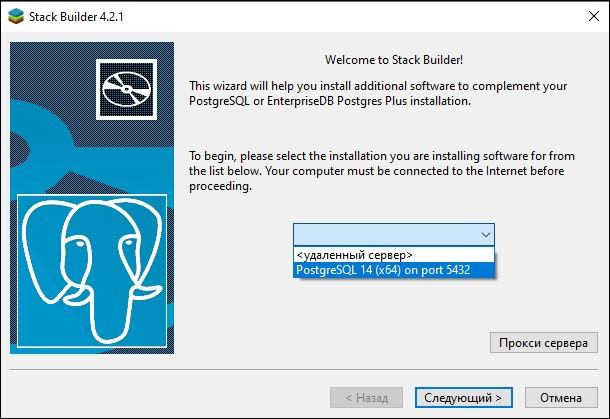 Stack Builder 4.2.1
Welcome to Stack Builder!
This wizard will help you install additional software to complement your
PostgreSQL or EnterpriseDB Postgres Plus installation.
To begin, please select the installation you are installing software for from
the list below. Your computer must be connected to the Internet before
proceeding.
<удаленный сервер>
PostgreSQL 14 (x64) on port 5432
Прокси сервера
< Назад
Следующий >
Отмена